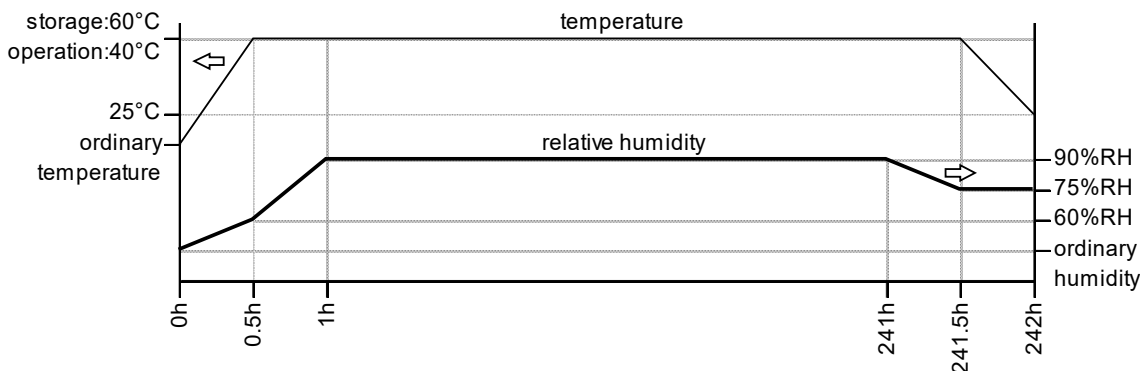 storage:60°C
operation:40°C
temperature
25°C
ordinary
temperature
relative humidity
90%RH
75%RH
60%RH
ordinary
humidity
0h
0.5h
1h
241h
241.5h
242h